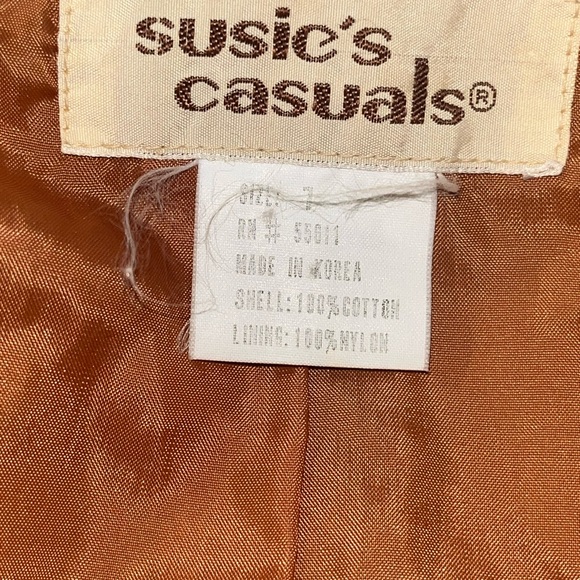 susie's
casuals®
SIZE: 7
RN # 55011
MADE IN KOREA
SHELL: 100% COTTON
LINING: 100% NYLON